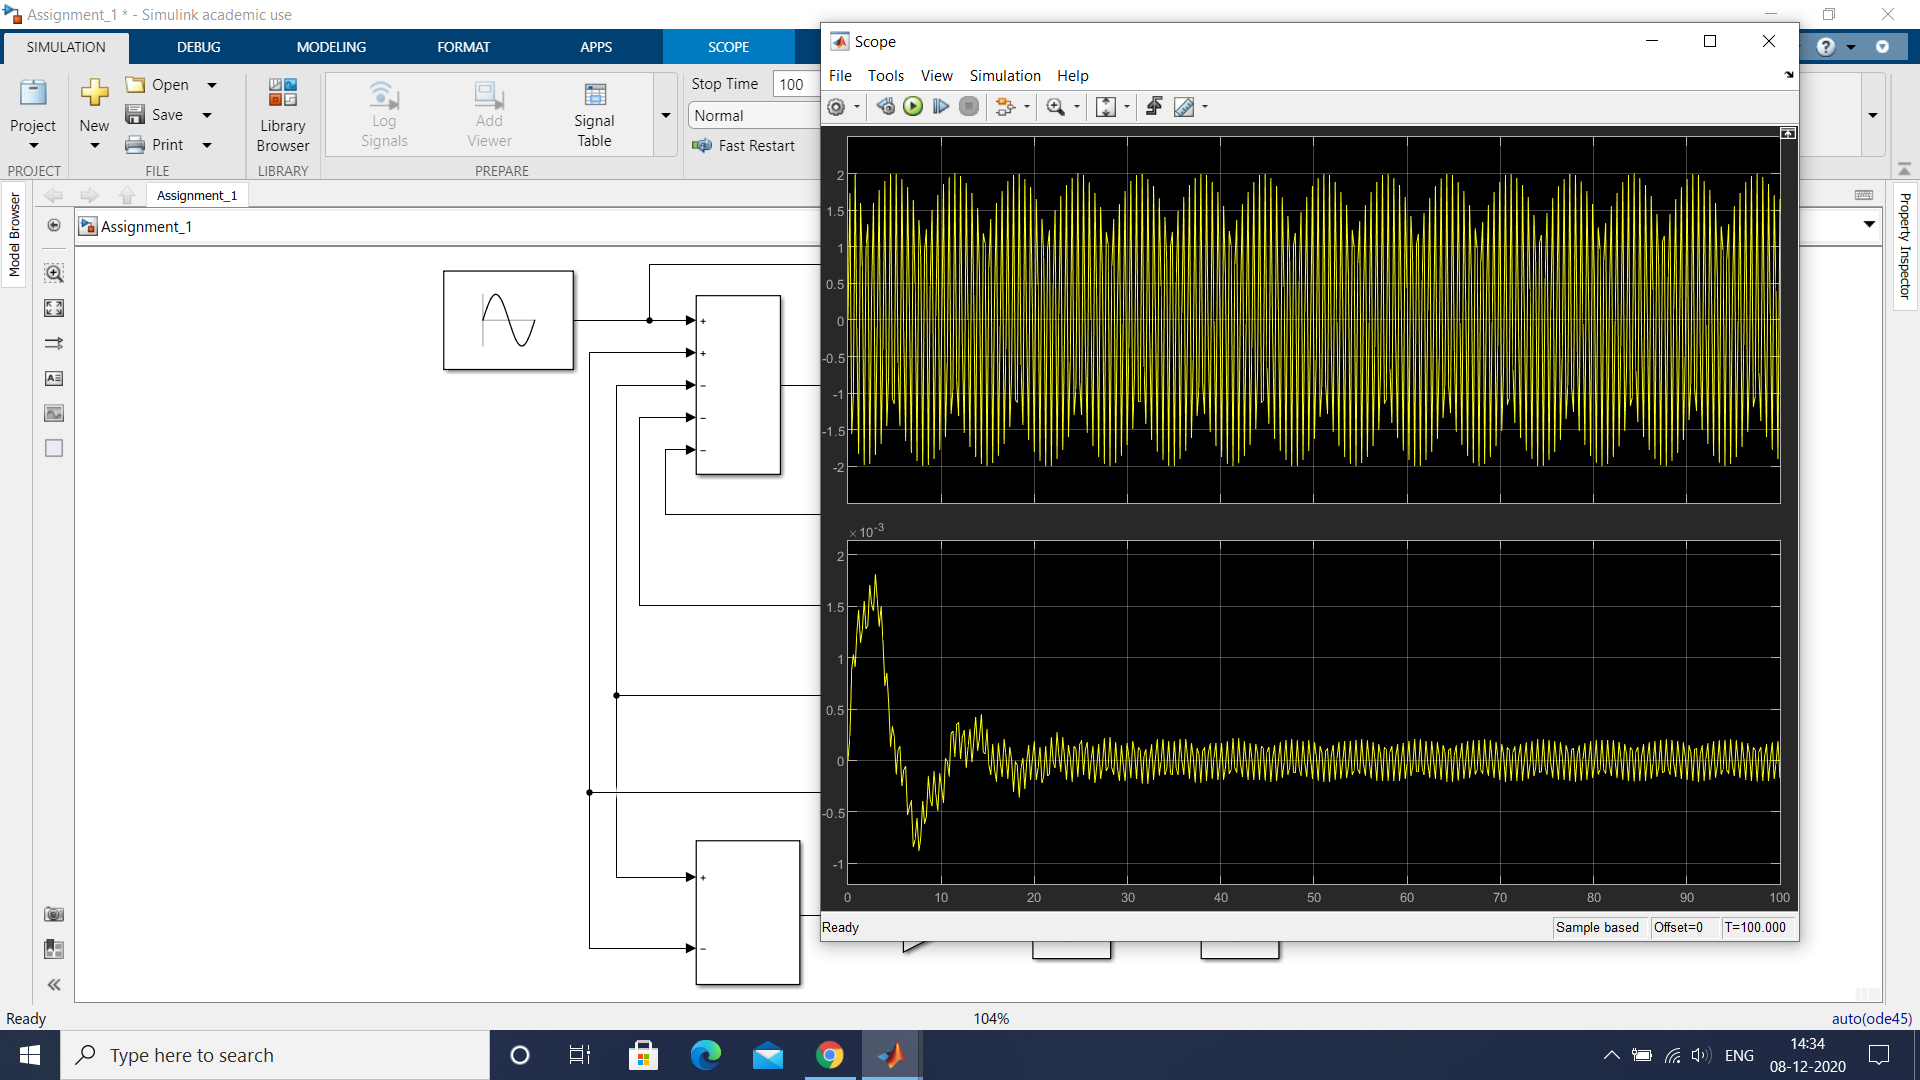 Assignment_1 * - Simulink academic use
SIMULATION DEBUG MODELING FORMAT APPS SCOPE
Project
New
Open
Save
Print
Library
Browser
Log
Signals
Add
Viewer
Signal
Table
Stop Time 100
Normal
Fast Restart
PROJECT FILE LIBRARY PREPARE
Model Browser
Assignment_1
Assignment_1
Property Inspector
+
+
-
-
-
+
-
Scope
File Tools View Simulation Help
2
1.5
1
0.5
0
-0.5
-1
-1.5
-2
×10-3
2
1.5
1
0.5
0
-0.5
-1
0 10 20 30 40 50 60 70 80 90 100
Ready Sample based Offset=0 T=100.000
Ready 104% auto(ode45)
Type here to search
ENG
14:34
08-12-2020